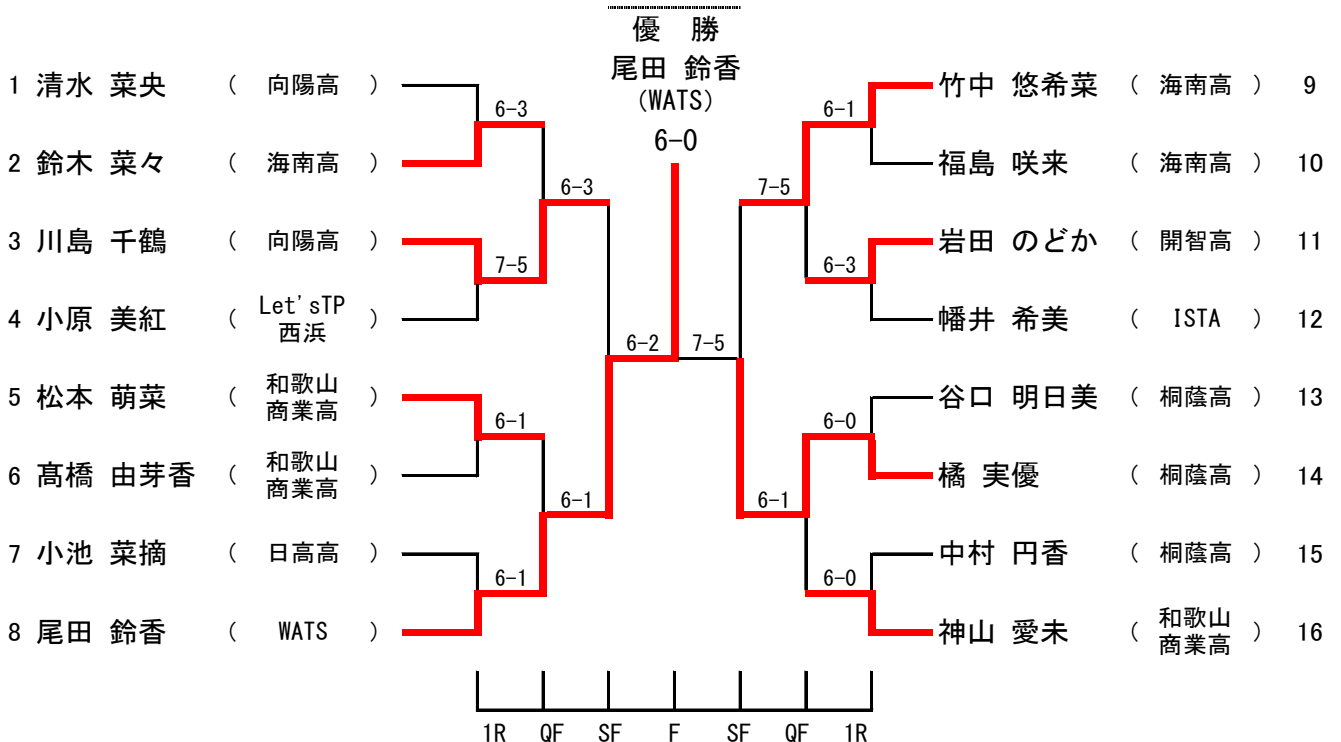 優 勝
尾田 鈴香
(WATS)
6-0
1 清水 菜央 ( 向陽高 )
2 鈴木 菜々 ( 海南高 )
3 川島 千鶴 ( 向陽高 )
4 小原 美紅 ( Let'sTP
西浜 )
5 松本 萌菜 ( 和歌山
商業高 )
6 髙橋 由芽香 ( 和歌山
商業高 )
7 小池 菜摘 ( 日高高 )
8 尾田 鈴香 ( WATS )
6-3
7-5
6-1
6-1
6-3
6-1
6-2
7-5
7-5
6-1
6-1
6-3
6-0
6-0
竹中 悠希菜 ( 海南高 ) 9
福島 咲来 ( 海南高 ) 10
岩田 のどか ( 開智高 ) 11
幡井 希美 ( ISTA ) 12
谷口 明日美 ( 桐蔭高 ) 13
橘 実優 ( 桐蔭高 ) 14
中村 円香 ( 桐蔭高 ) 15
神山 愛未 ( 和歌山
商業高 ) 16
1R QF SF F SF QF 1R